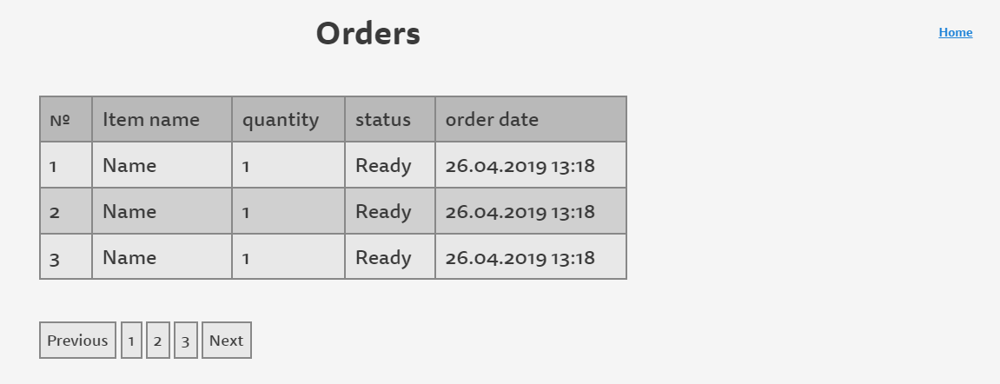 Orders
Home
Nº Item name quantity status order date
1 Name 1 Ready 26.04.2019 13:18
2 Name 1 Ready 26.04.2019 13:18
3 Name 1 Ready 26.04.2019 13:18
Previous 1 2 3 Next